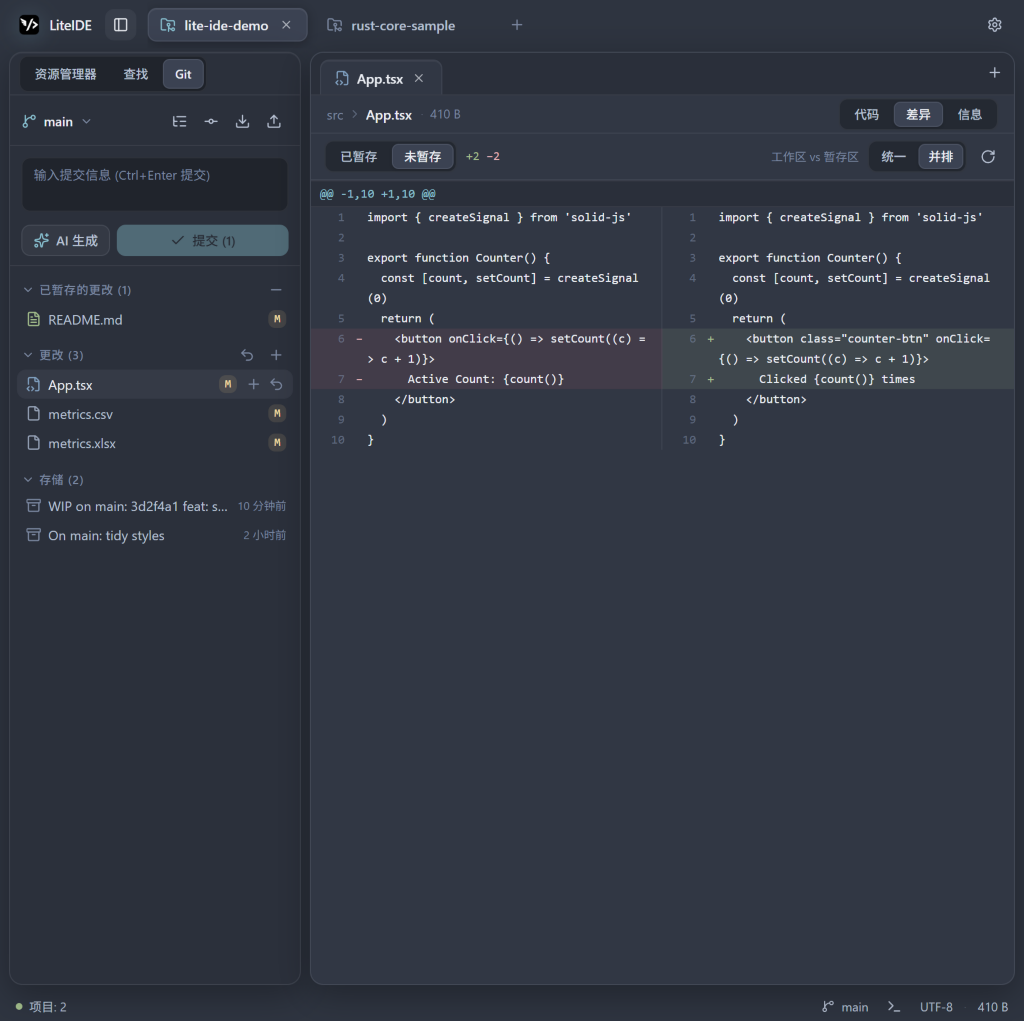 LiteIDE
lite-ide-demo
rust-core-sample
资源管理器 查找 Git
main
输入提交信息 (Ctrl+Enter 提交)
AI 生成
提交 (1)
已暂存的更改 (1)
README.md M
更改 (3)
App.tsx M
metrics.csv M
metrics.xlsx M
存储 (2)
WIP on main: 3d2f4a1 feat: s... 10 分钟前
On main: tidy styles 2 小时前
App.tsx
src > App.tsx · 410 B
代码 差异 信息
已暂存 未暂存 +2 −2
工作区 vs 暂存区 统一 并排
@@ -1,10 +1,10 @@
1 import { createSignal } from 'solid-js'
2
3 export function Counter() {
4 const [count, setCount] = createSignal
(0)
5 return (
6 - <button onClick={() => setCount((c) =
> c + 1)}>
7 - Active Count: {count()}
8 </button>
9 )
10 }
1 import { createSignal } from 'solid-js'
2
3 export function Counter() {
4 const [count, setCount] = createSignal
(0)
5 return (
6 + <button class="counter-btn" onClick=
{() => setCount((c) => c + 1)}>
7 + Clicked {count()} times
8 </button>
9 )
10 }
项目: 2
main
UTF-8 · 410 B